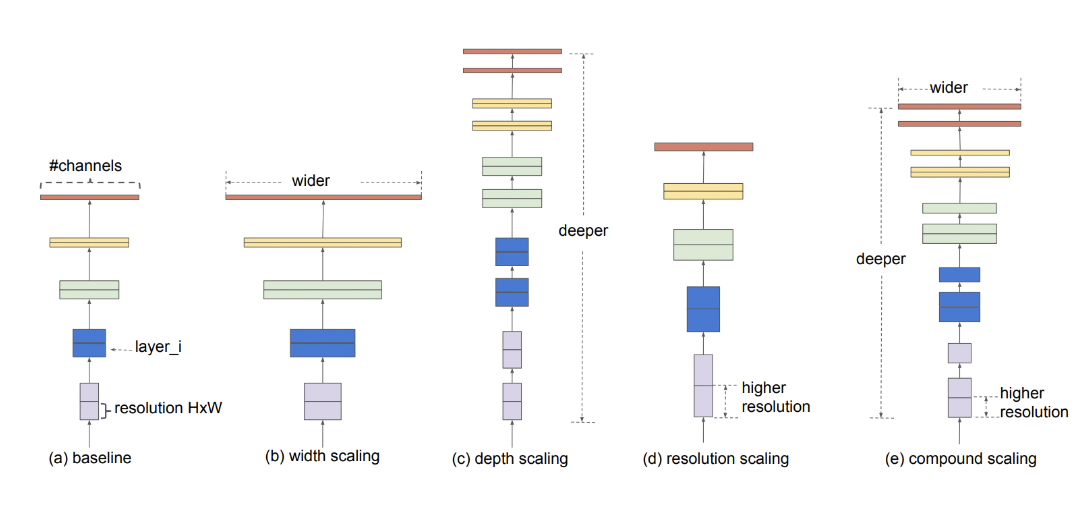 #channels
layer_i
resolution HxW
(a) baseline
wider
(b) width scaling
deeper
(c) depth scaling
higher
resolution
(d) resolution scaling
wider
deeper
higher
resolution
(e) compound scaling